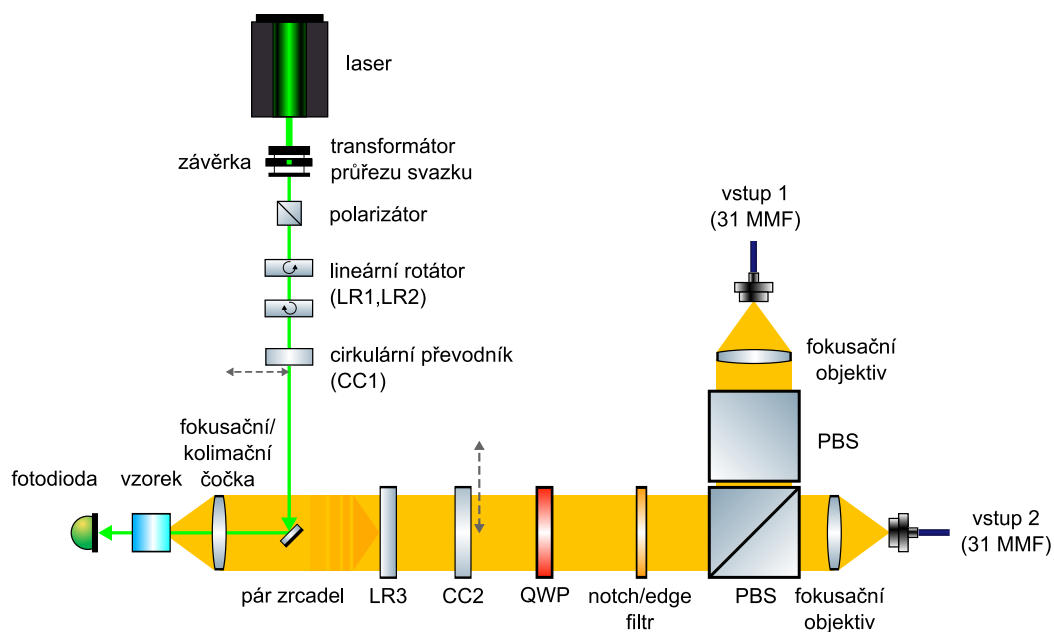 laser
závěrka
transformátor
průřezu svazku
polarizátor
lineární rotátor
(LR1,LR2)
cirkulární převodník
(CC1)
vstup 1
(31 MMF)
fokusační
objektiv
PBS
fokusační/
kolimační
čočka
fotodioda
vzorek
vstup 2
(31 MMF)
pár zrcadel
LR3
CC2
QWP
notch/edge
filtr
PBS
fokusační
objektiv